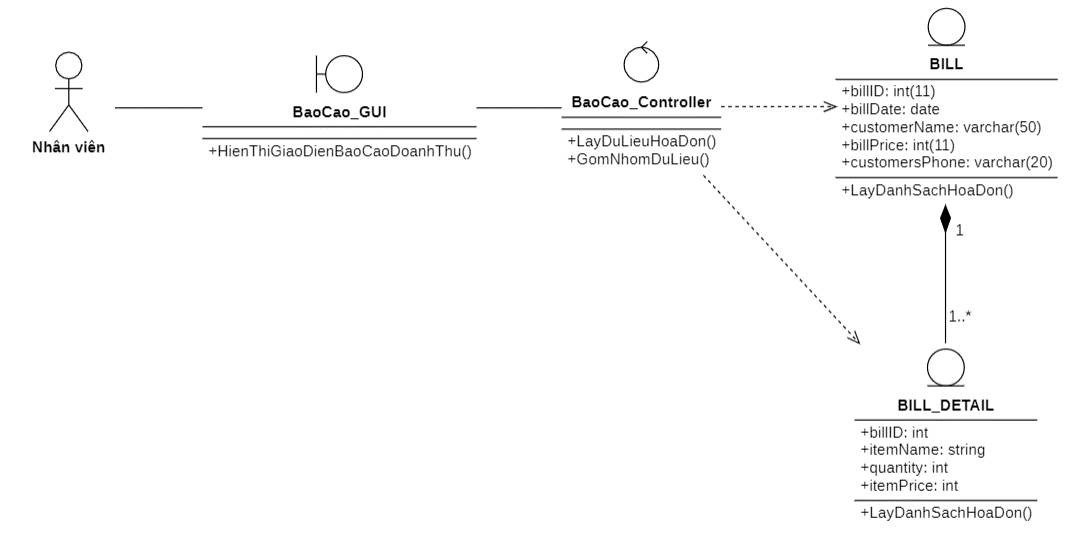 Nhân viên
BaoCao_GUI
+HienThiGiaoDienBaoCaoDoanhThu()
BaoCao_Controller
+LayDuLieuHoaDon()
+GomNhomDuLieu()
BILL
+billID: int(11)
+billDate: date
+customerName: varchar(50)
+billPrice: int(11)
+customersPhone: varchar(20)
+LayDanhSachHoaDon()
1
1..*
BILL_DETAIL
+billID: int
+itemName: string
+quantity: int
+itemPrice: int
+LayDanhSachHoaDon()